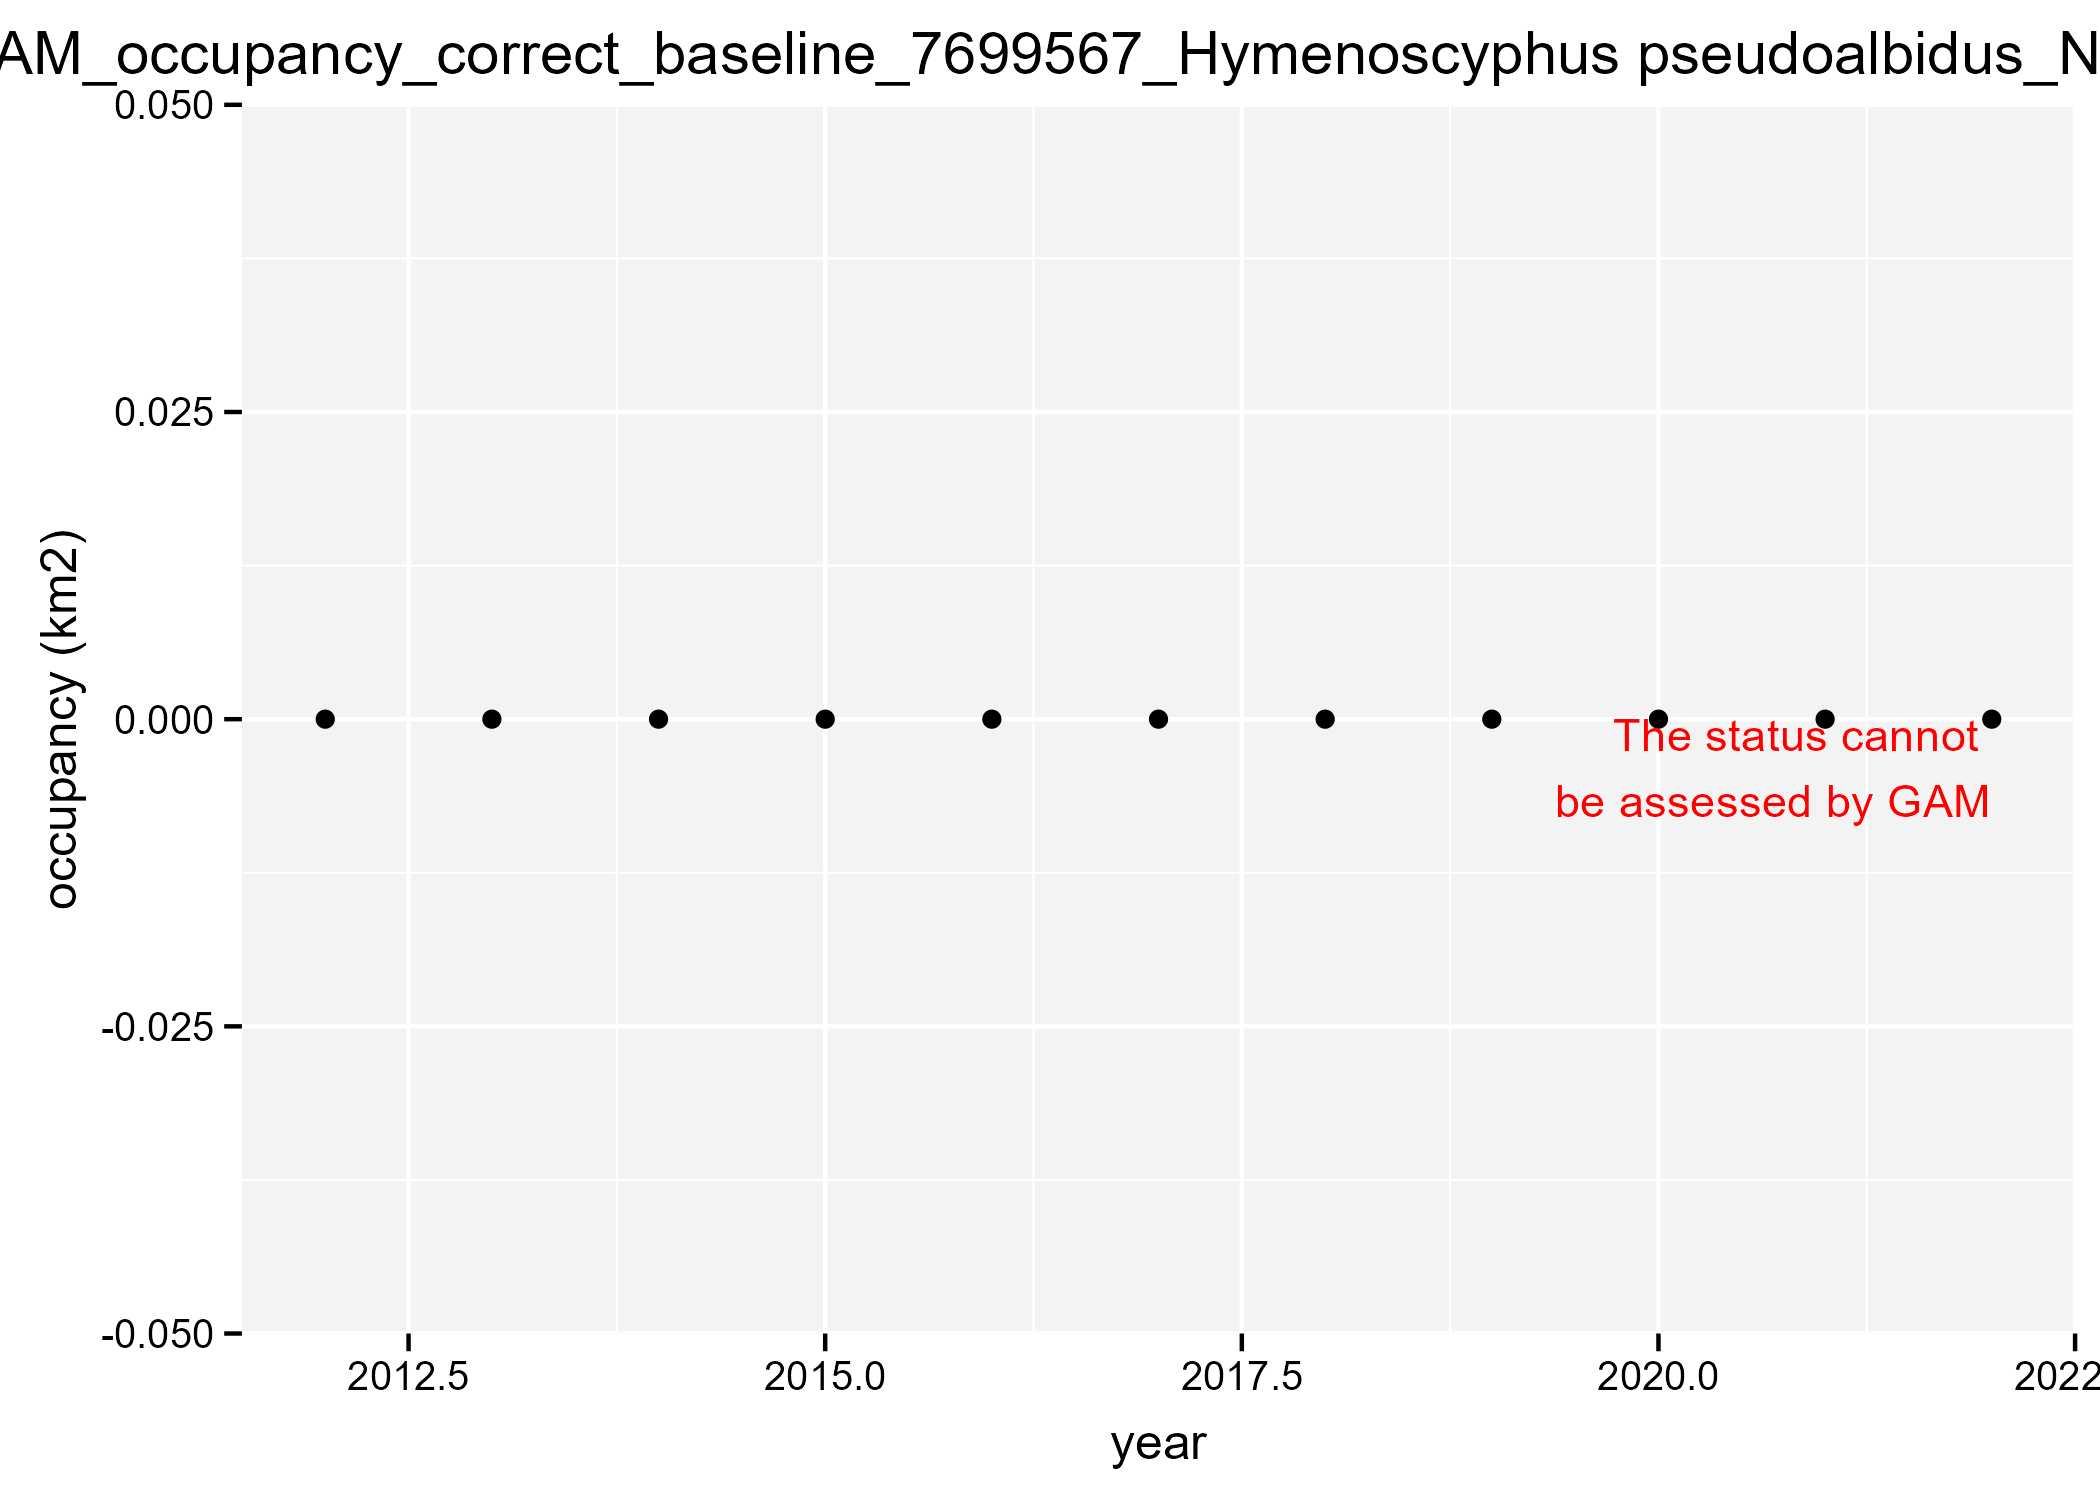 AM_occupancy_correct_baseline_7699567_Hymenoscyphus pseudoalbidus_N
0.050
0.025
0.000
-0.025
-0.050
occupancy (km2)
The status cannot
be assessed by GAM
2012.5 2015.0 2017.5 2020.0 2022
year